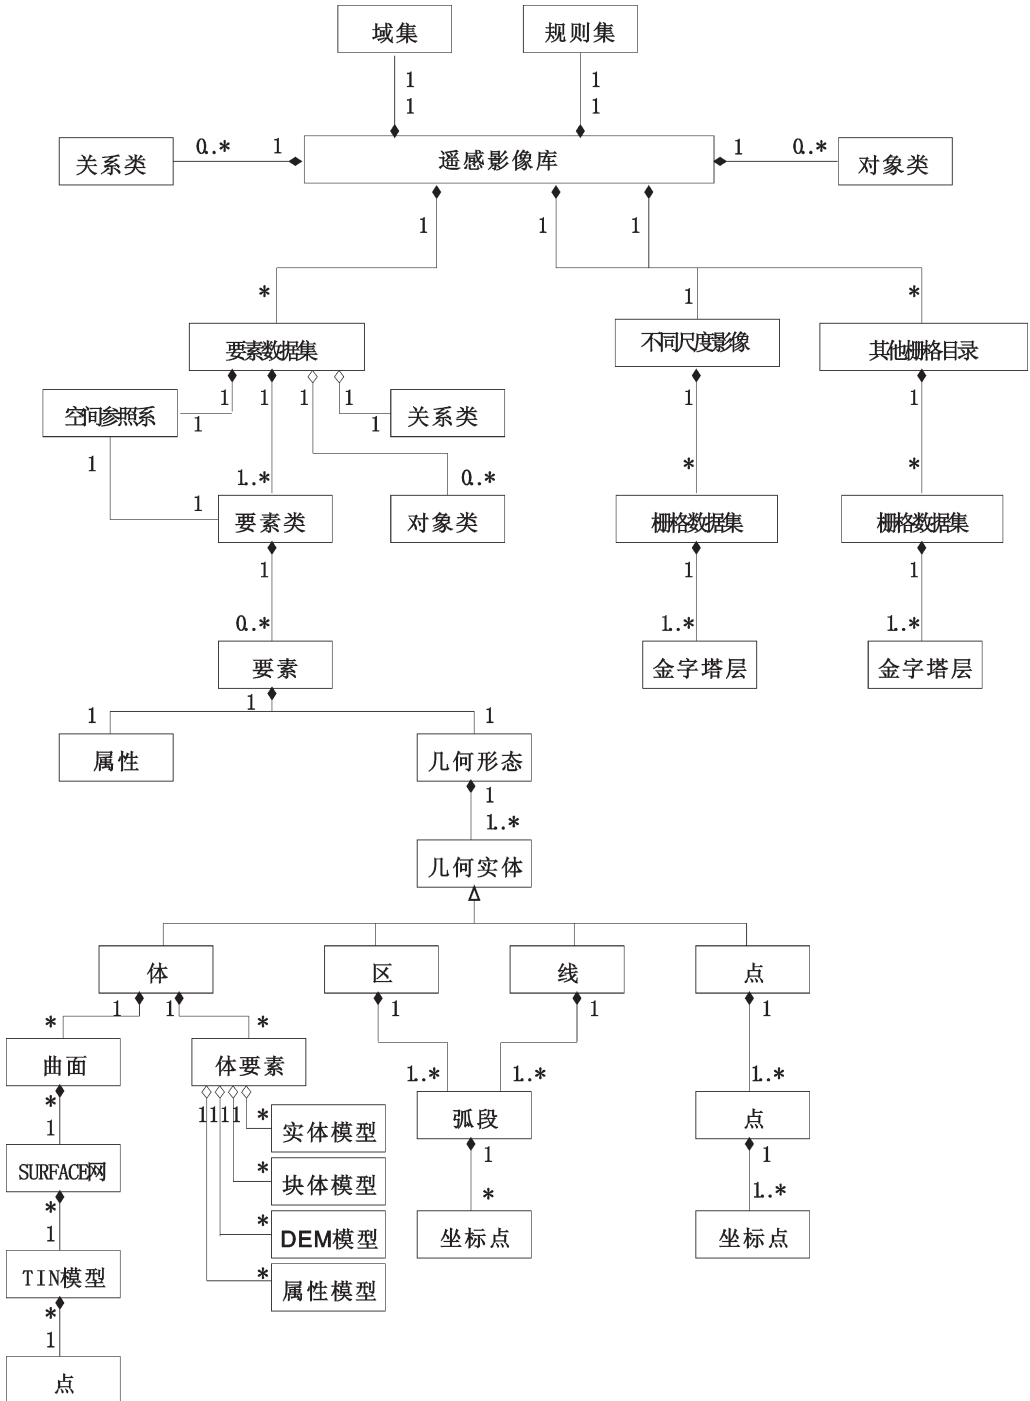 域集 规则集
1 1
1 1
关系类 0..* 1 遥感影像库 1 0..* 对象类
1 1 1
* 1 *
要素数据集 不同尺度影像 其他栅格目录
1 1 1 1 1 1
空间参照系 1 1 关系类
1 1..* 0..* * *
1 要素类 对象类 栅格数据集 栅格数据集
1 1 1
0..* 1..* 1..*
要素 金字塔层 金字塔层
1 1 1
属性 几何形态
1
1..*
几何实体
体 区 线 点
1 1 1 1 1
* *
曲面 体要素 1..* 1..* 1..*
* 1 1 1 1 * 实体模型 弧段 点
1 1 1
SURFACE网 * 块体模型 * 1..*
* * DEM模型 坐标点 坐标点
1
TIN模型 * 属性模型
*
1
点